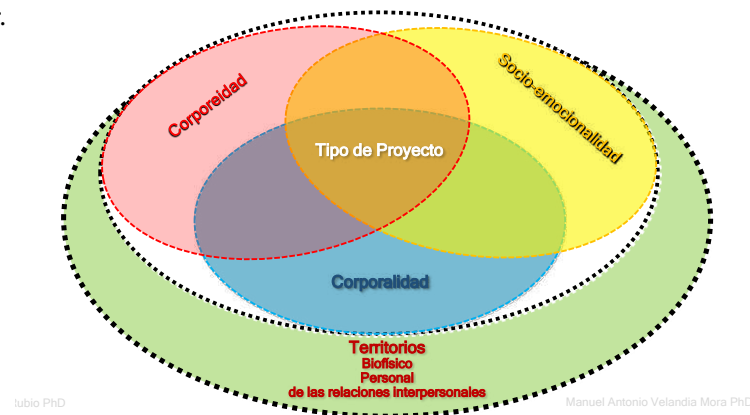 Corporeidad
Socio-emocionalidad
Tipo de Proyecto
Corporalidad
Territorios
Biofísico
Personal
de las relaciones interpersonales
PhD
Manuel Antonio Velandia Mora PhD